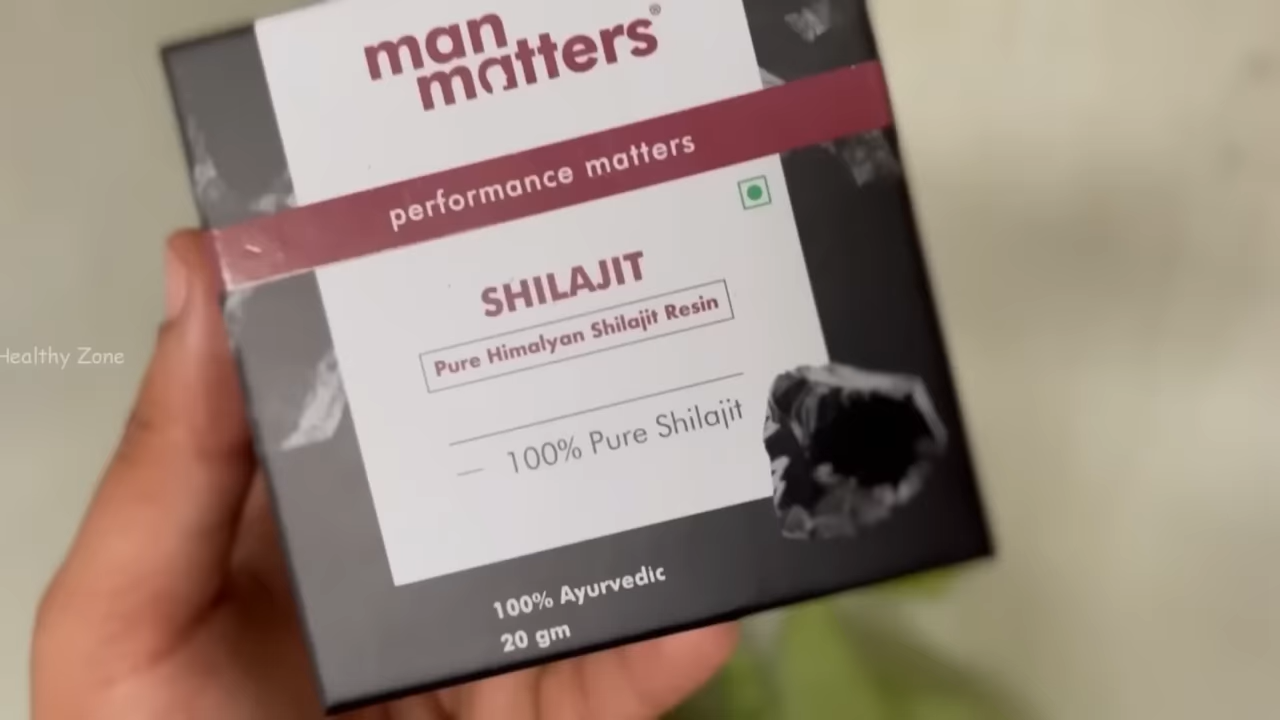 man
matters®
performance matters
SHILAJIT
Pure Himalyan Shilajit Resin
Healthy Zone
— 100% Pure Shilajit
100% Ayurvedic
20 gm